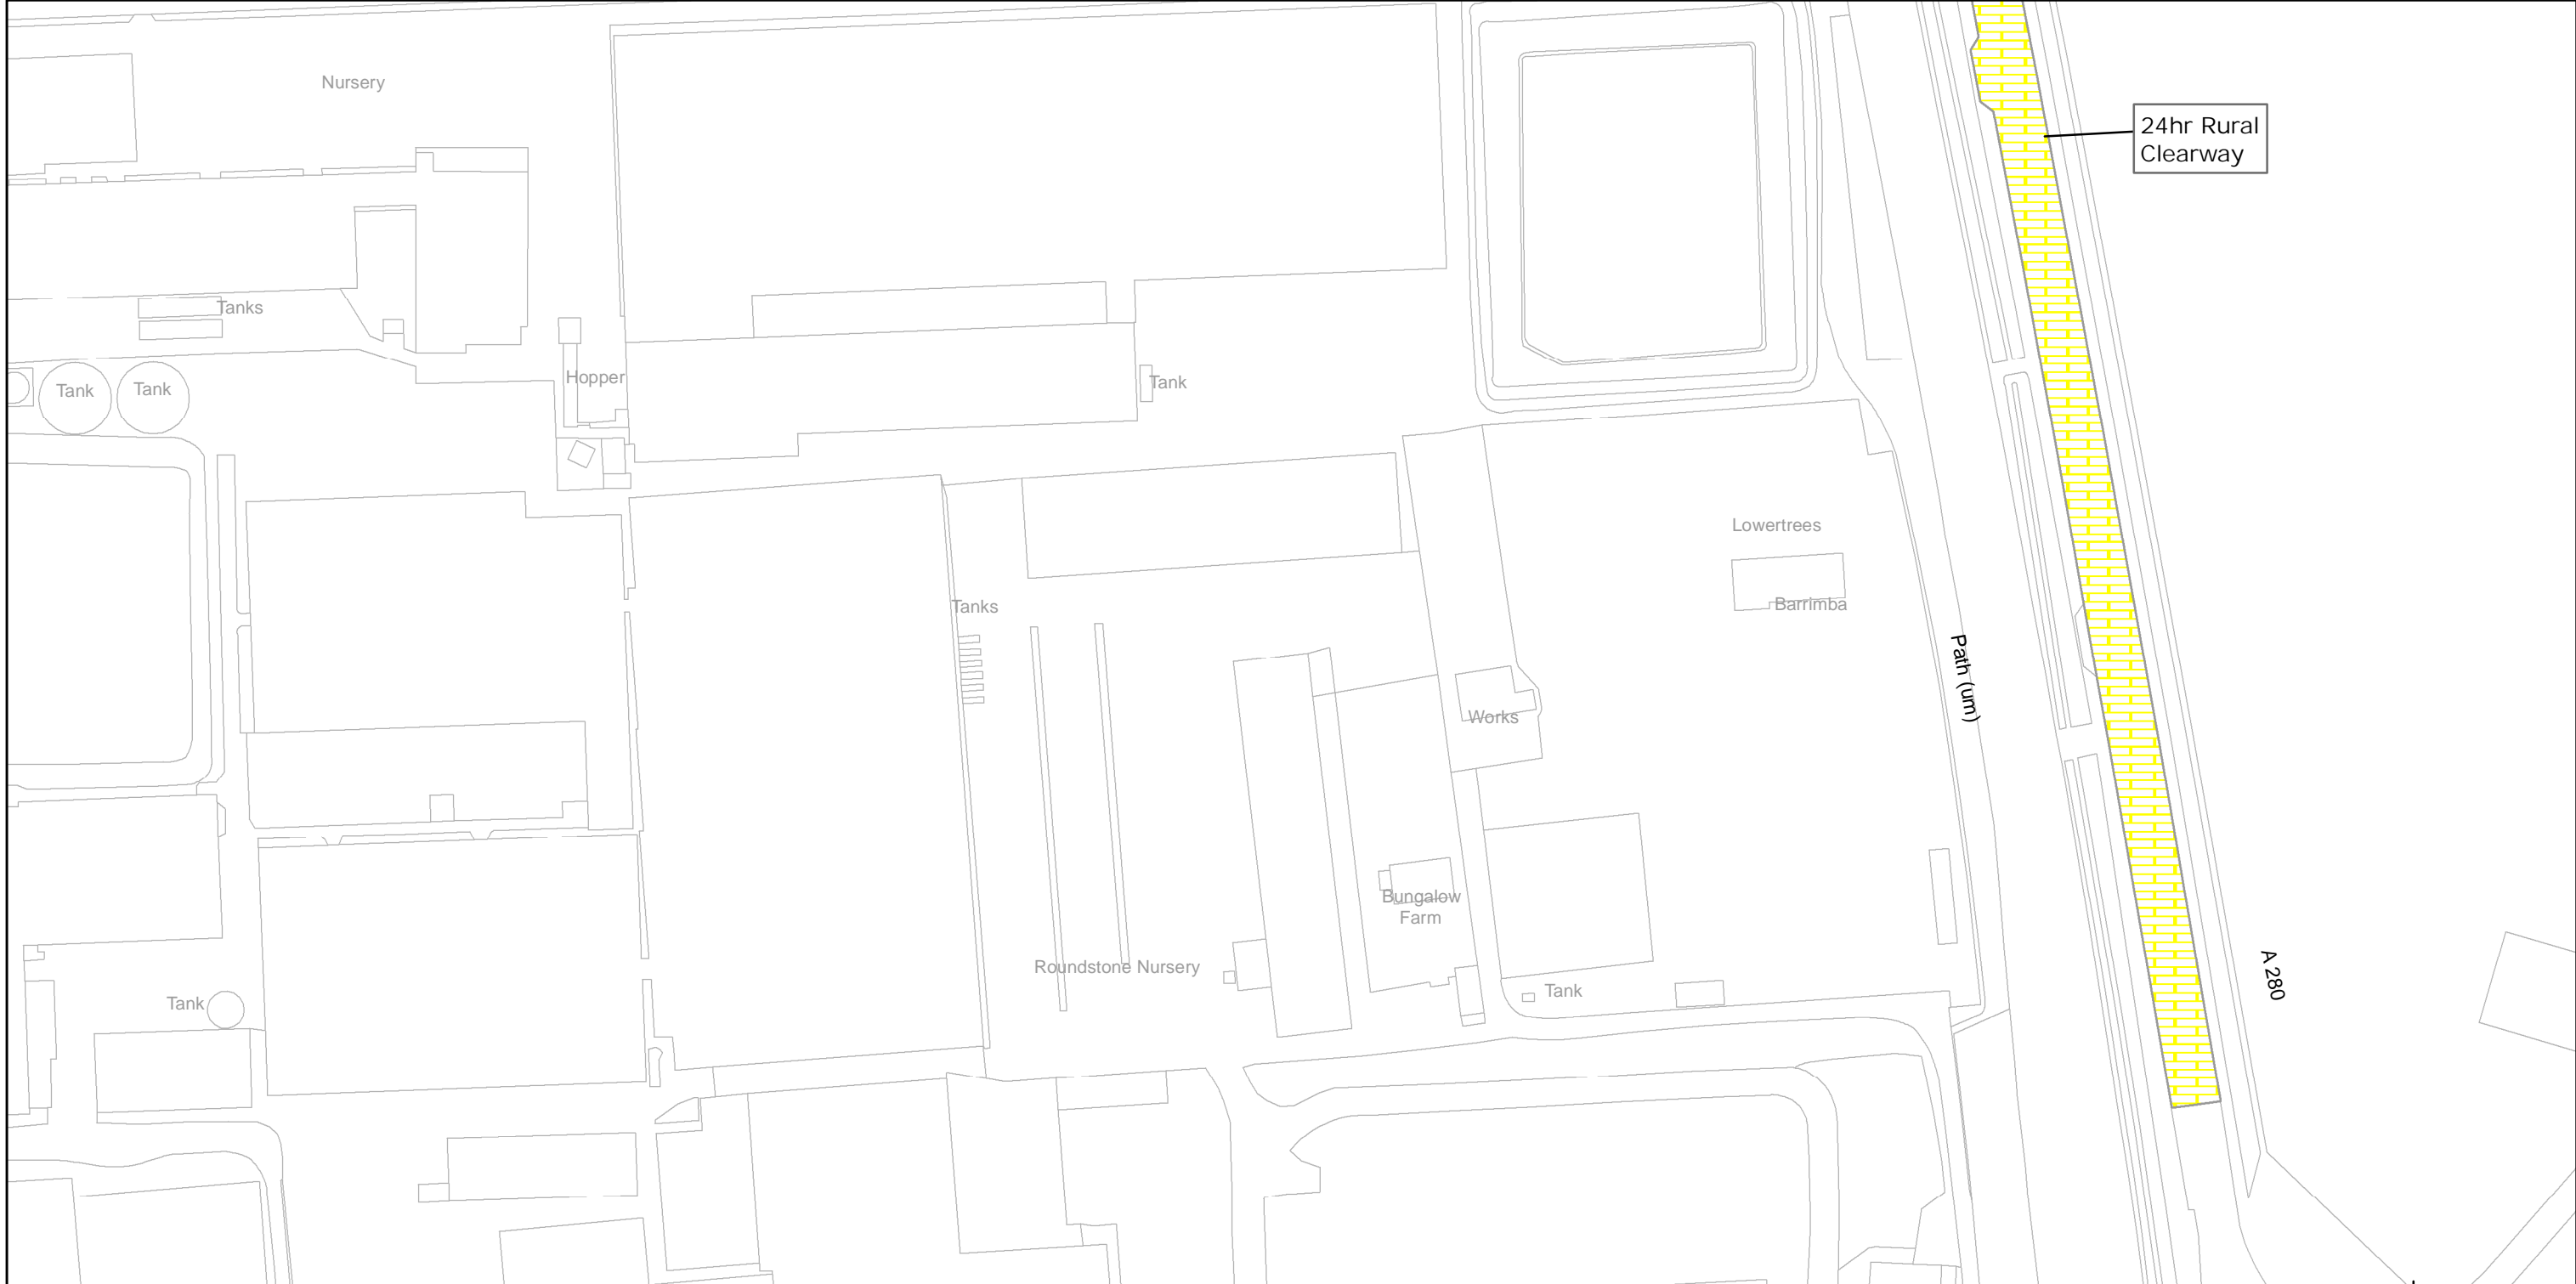 Nursery
24hr Rural
Clearway
Tanks
Hopper
Tank
Tank
Tank
Lowertrees
Tanks
Barrimba
Path (um)
Works
Bungalow
Farm
Roundstone Nursery
A 280
Tank
Tank